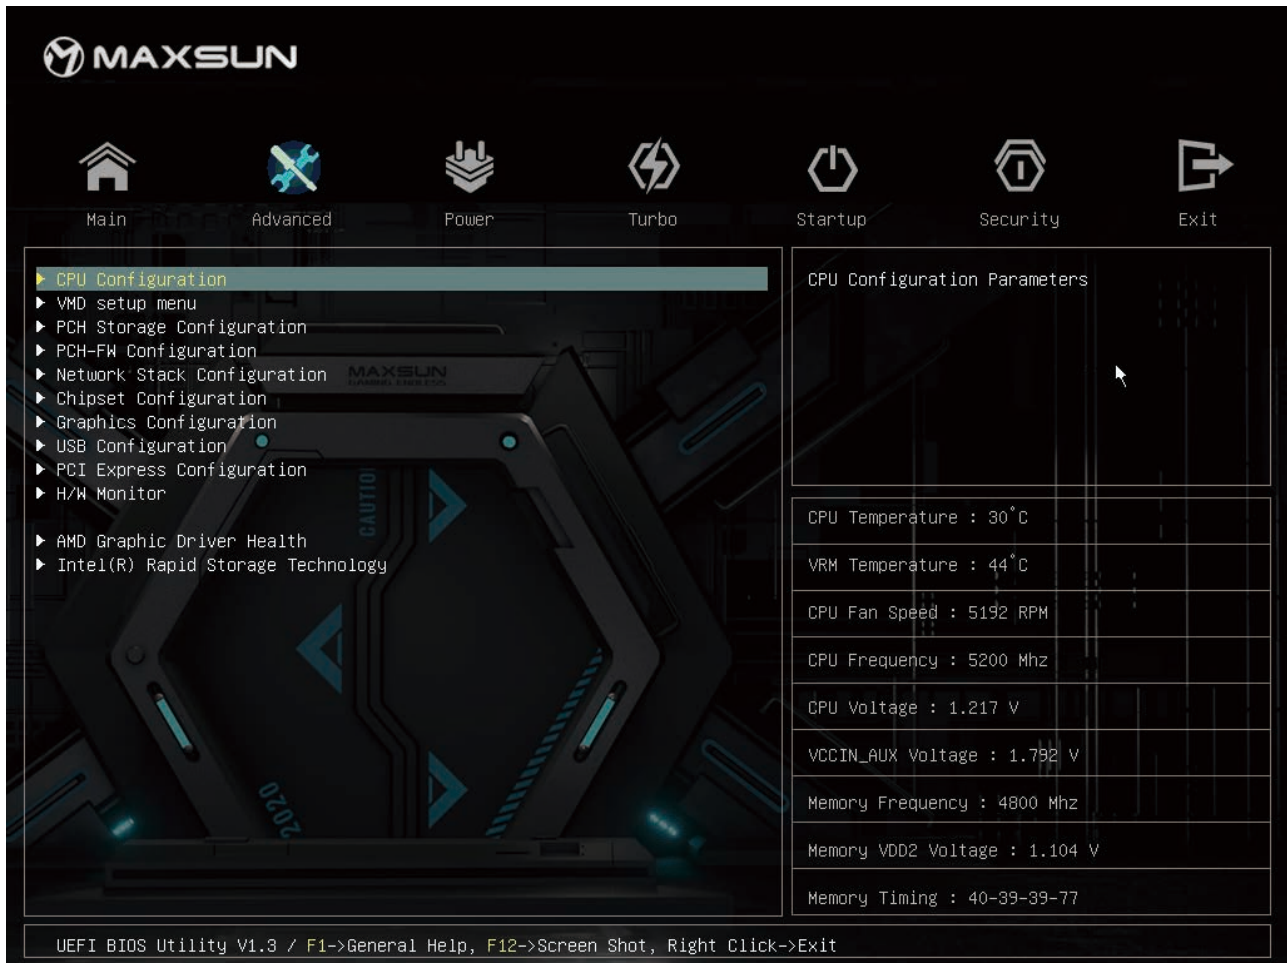 MAXSUN
Main Advanced Power Turbo Startup Security Exit
CPU Configuration
VMD setup menu
PCH Storage Configuration
PCH-FW Configuration
Network Stack Configuration
Chipset Configuration
Graphics Configuration
USB Configuration
PCI Express Configuration
H/W Monitor
AMD Graphic Driver Health
Intel(R) Rapid Storage Technology
MAXSUN
GAMING ENDLESS
CAUTIO
2020
CPU Configuration Parameters
CPU Temperature : 30°C
VRM Temperature : 44°C
CPU Fan Speed : 5192 RPM
CPU Frequency : 5200 Mhz
CPU Voltage : 1.217 V
VCCIN_AUX Voltage : 1.792 V
Memory Frequency : 4800 Mhz
Memory VDD2 Voltage : 1.104 V
Memory Timing : 40-39-39-77
UEFI BIOS Utility V1.3 / F1->General Help, F12->Screen Shot, Right Click->Exit